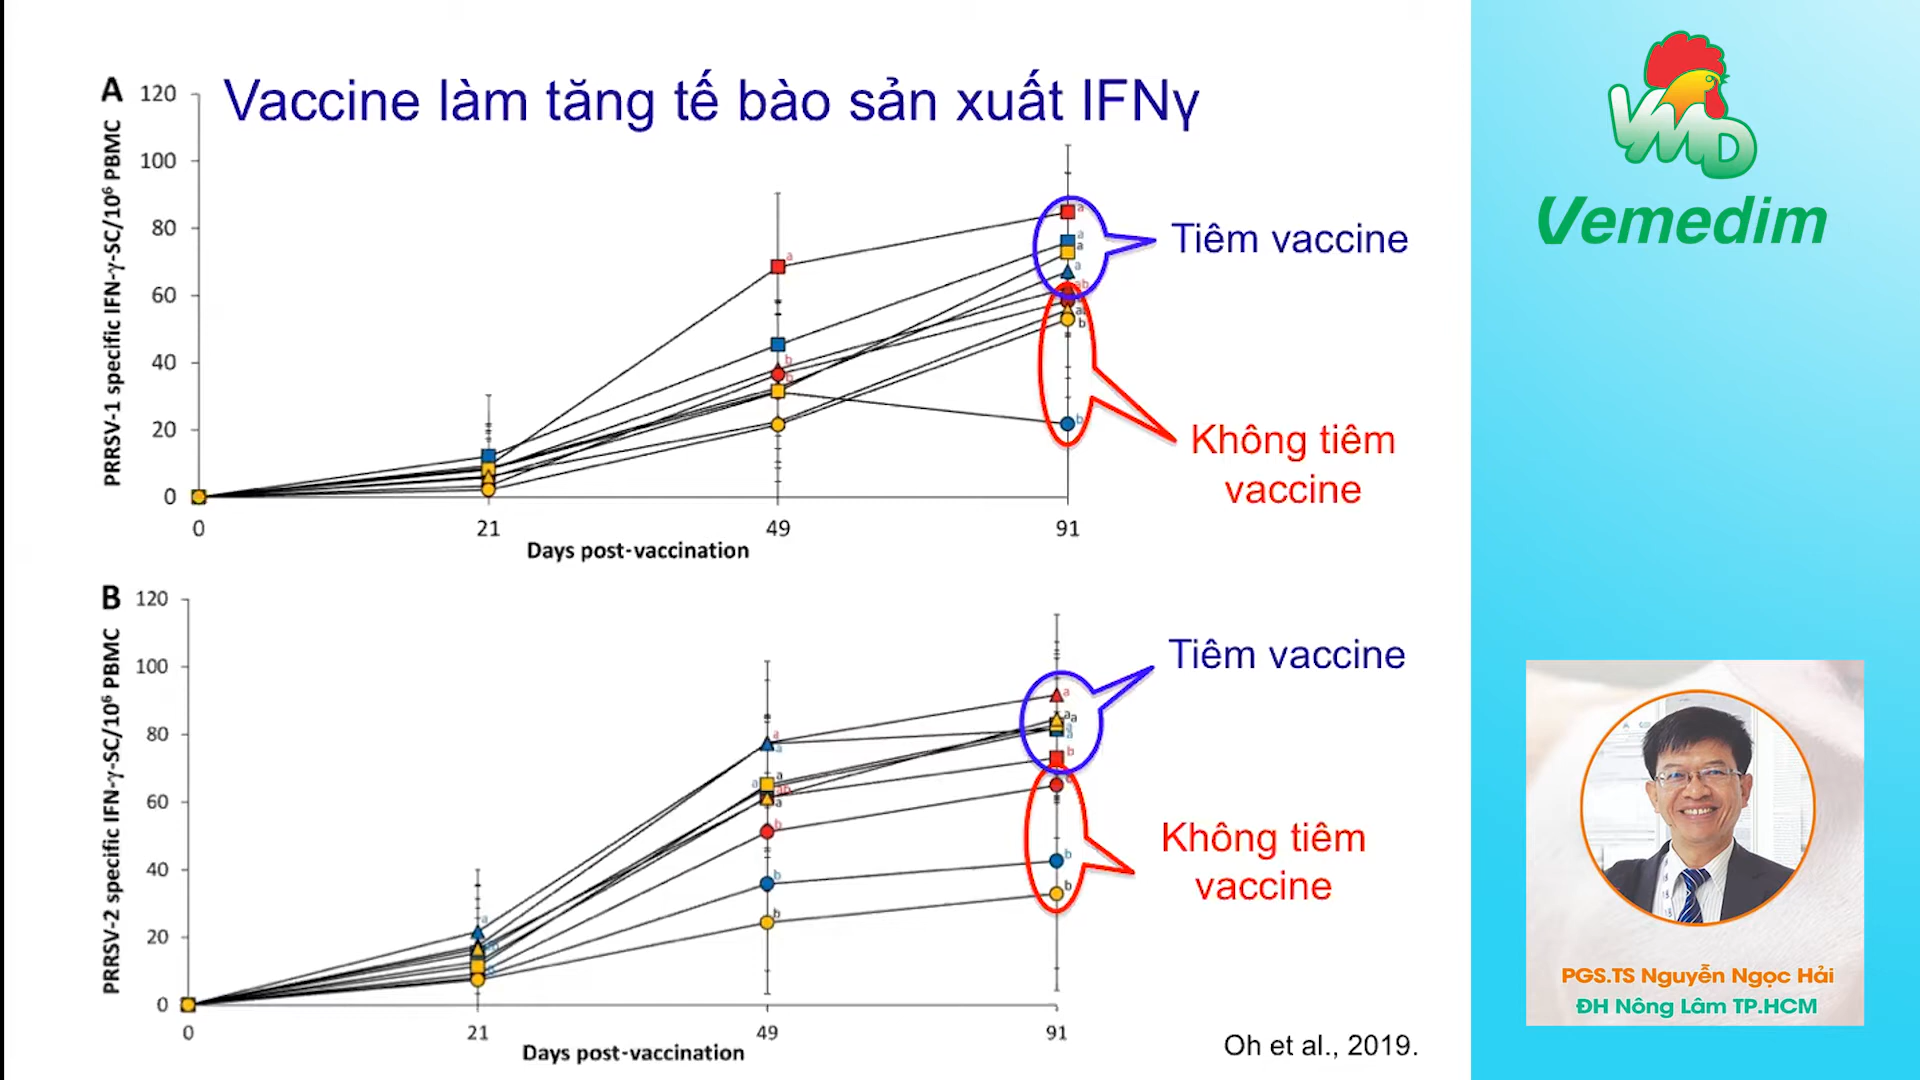 A
Vaccine làm tăng tế bào sản xuất IFNγ
PRRSV-1 specific IFN-γ-SC/10⁶ PBMC
120
100
80
60
40
20
0
0
21
49
91
Days post-vaccination
a
b
b
a
a
a
a
ab
b
b
Tiêm vaccine
Không tiêm
vaccine
B
PRRSV-2 specific IFN-γ-SC/10⁶ PBMC
120
100
80
60
40
20
0
0
21
49
91
Days post-vaccination
a
a
a
a
a
ab
a
b
b
b
a
a
a
a
a
b
b
b
Tiêm vaccine
Không tiêm
vaccine
Oh et al., 2019.
VMD
Vemedim
PGS.TS Nguyễn Ngọc Hải
ĐH Nông Lâm TP.HCM